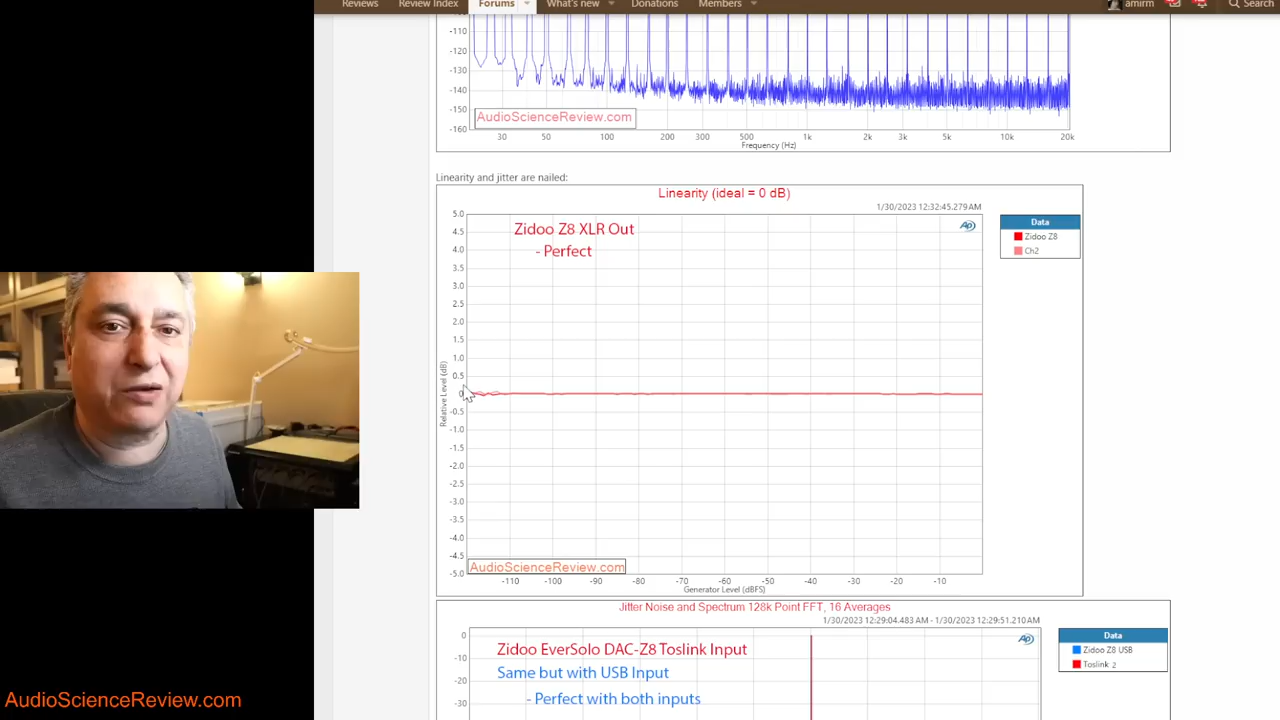 Reviews Review Index Forums What's new Donations Members amirm Search
-110
-120
-130
-140
-150
-160
AudioScienceReview.com
30 50 100 200 300 500 1k 2k 3k 5k 10k 20k
Frequency (Hz)
Linearity and jitter are nailed:
Linearity (ideal = 0 dB)
1/30/2023 12:32:45.279AM
Zidoo Z8 XLR Out
- Perfect
AP
Data
Zidoo Z8
Ch2
Relative Level (dB)
5.0
4.5
4.0
3.5
3.0
2.5
2.0
1.5
1.0
0.5
0
-0.5
-1.0
-1.5
-2.0
-2.5
-3.0
-3.5
-4.0
-4.5
-5.0
AudioScienceReview.com
-110 -100 -90 -80 -70 -60 -50 -40 -30 -20 -10
Generator Level (dBFS)
Jitter Noise and Spectrum 128k Point FFT, 16 Averages
1/30/2023 12:29:04.483 AM - 1/30/2023 12:29:51.210AM
Zidoo EverSolo DAC-Z8 Toslink Input
Same but with USB Input
- Perfect with both inputs
AP
0
-10
-20
-30
Data
Zidoo Z8 USB
Toslink 2
AudioScienceReview.com